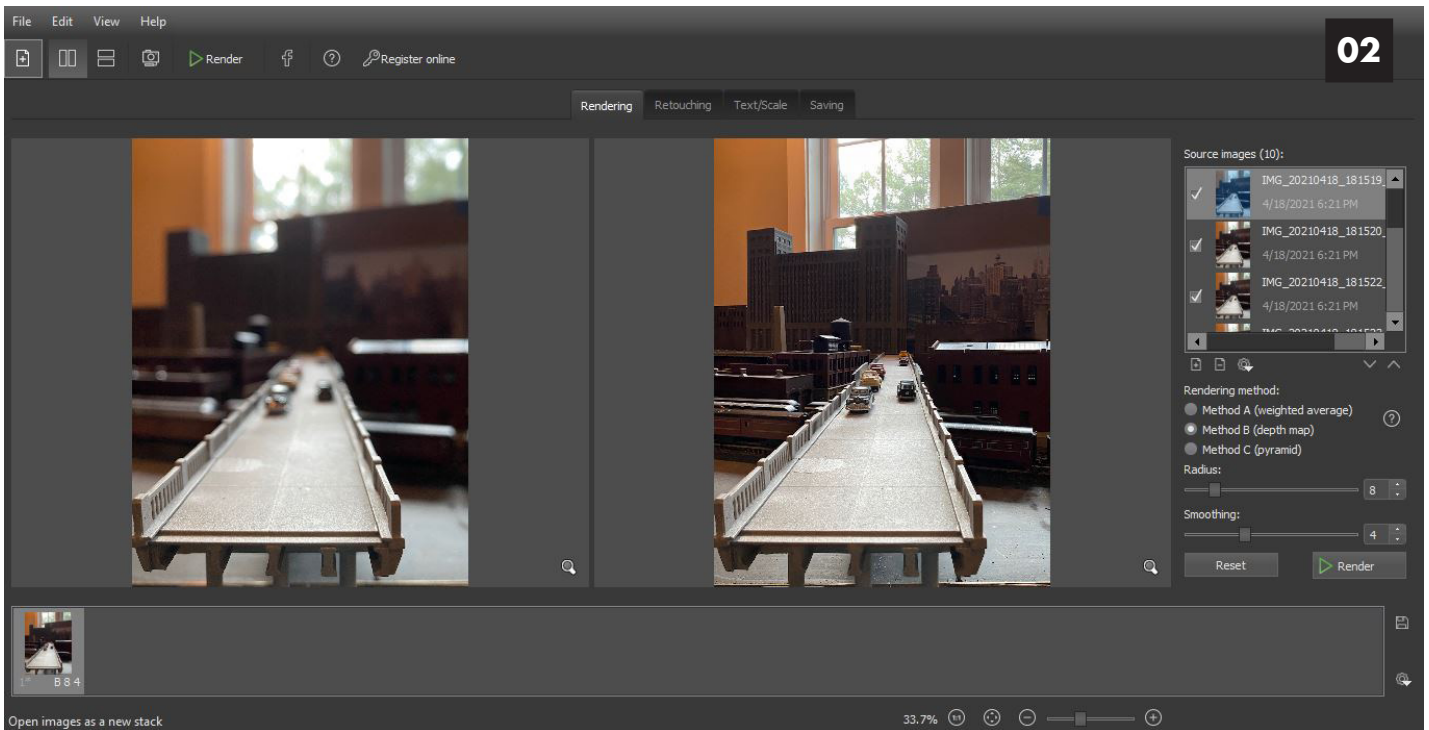 File Edit View Help
02
Render Register online
Rendering Retouching Text/Scale Saving
Source images (10):
IMG_20210418_181519_
4/18/2021 6:21 PM
IMG_20210418_181520_
4/18/2021 6:21 PM
IMG_20210418_181522_
4/18/2021 6:21 PM
Rendering method:
Method A (weighted average)
Method B (depth map)
Method C (pyramid)
Radius:
8
Smoothing:
4
Reset Render
B 8 4
Open images as a new stack
33.7% 1:1